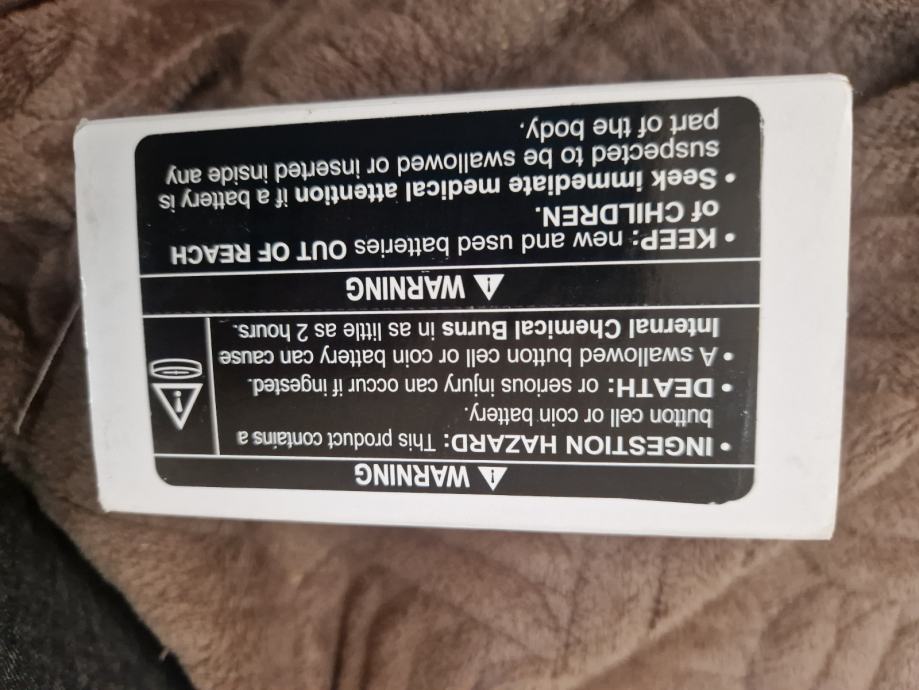 WARNING
• INGESTION HAZARD: This product contains a
button cell or coin battery.
• DEATH: or serious injury can occur if ingested.
• A swallowed button cell or coin battery can cause
Internal Chemical Burns in as little as 2 hours.
WARNING
• KEEP: new and used batteries OUT OF REACH
of CHILDREN.
• Seek immediate medical attention if a battery is
suspected to be swallowed or inserted inside any
part of the body.